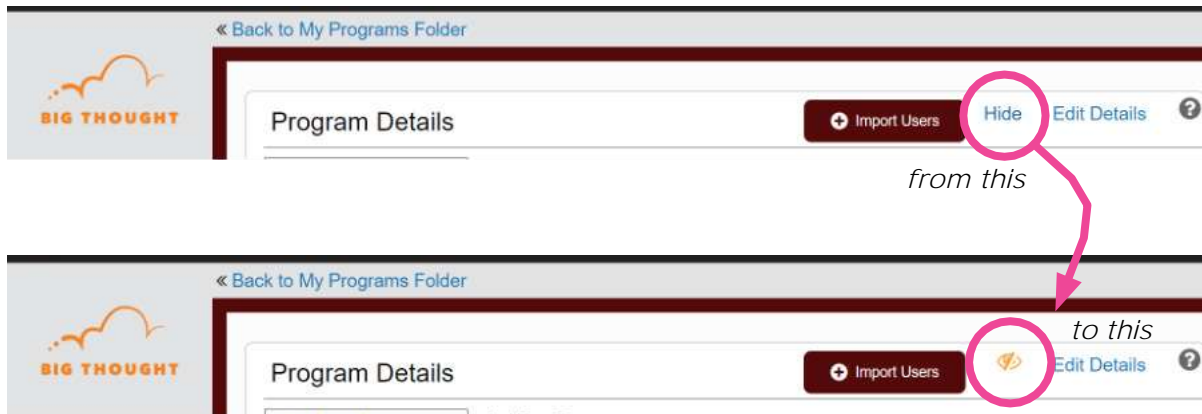 « Back to My Programs Folder
BIG THOUGHT
Program Details
Import Users
Hide
Edit Details
from this
« Back to My Programs Folder
to this
BIG THOUGHT
Program Details
Import Users
Edit Details